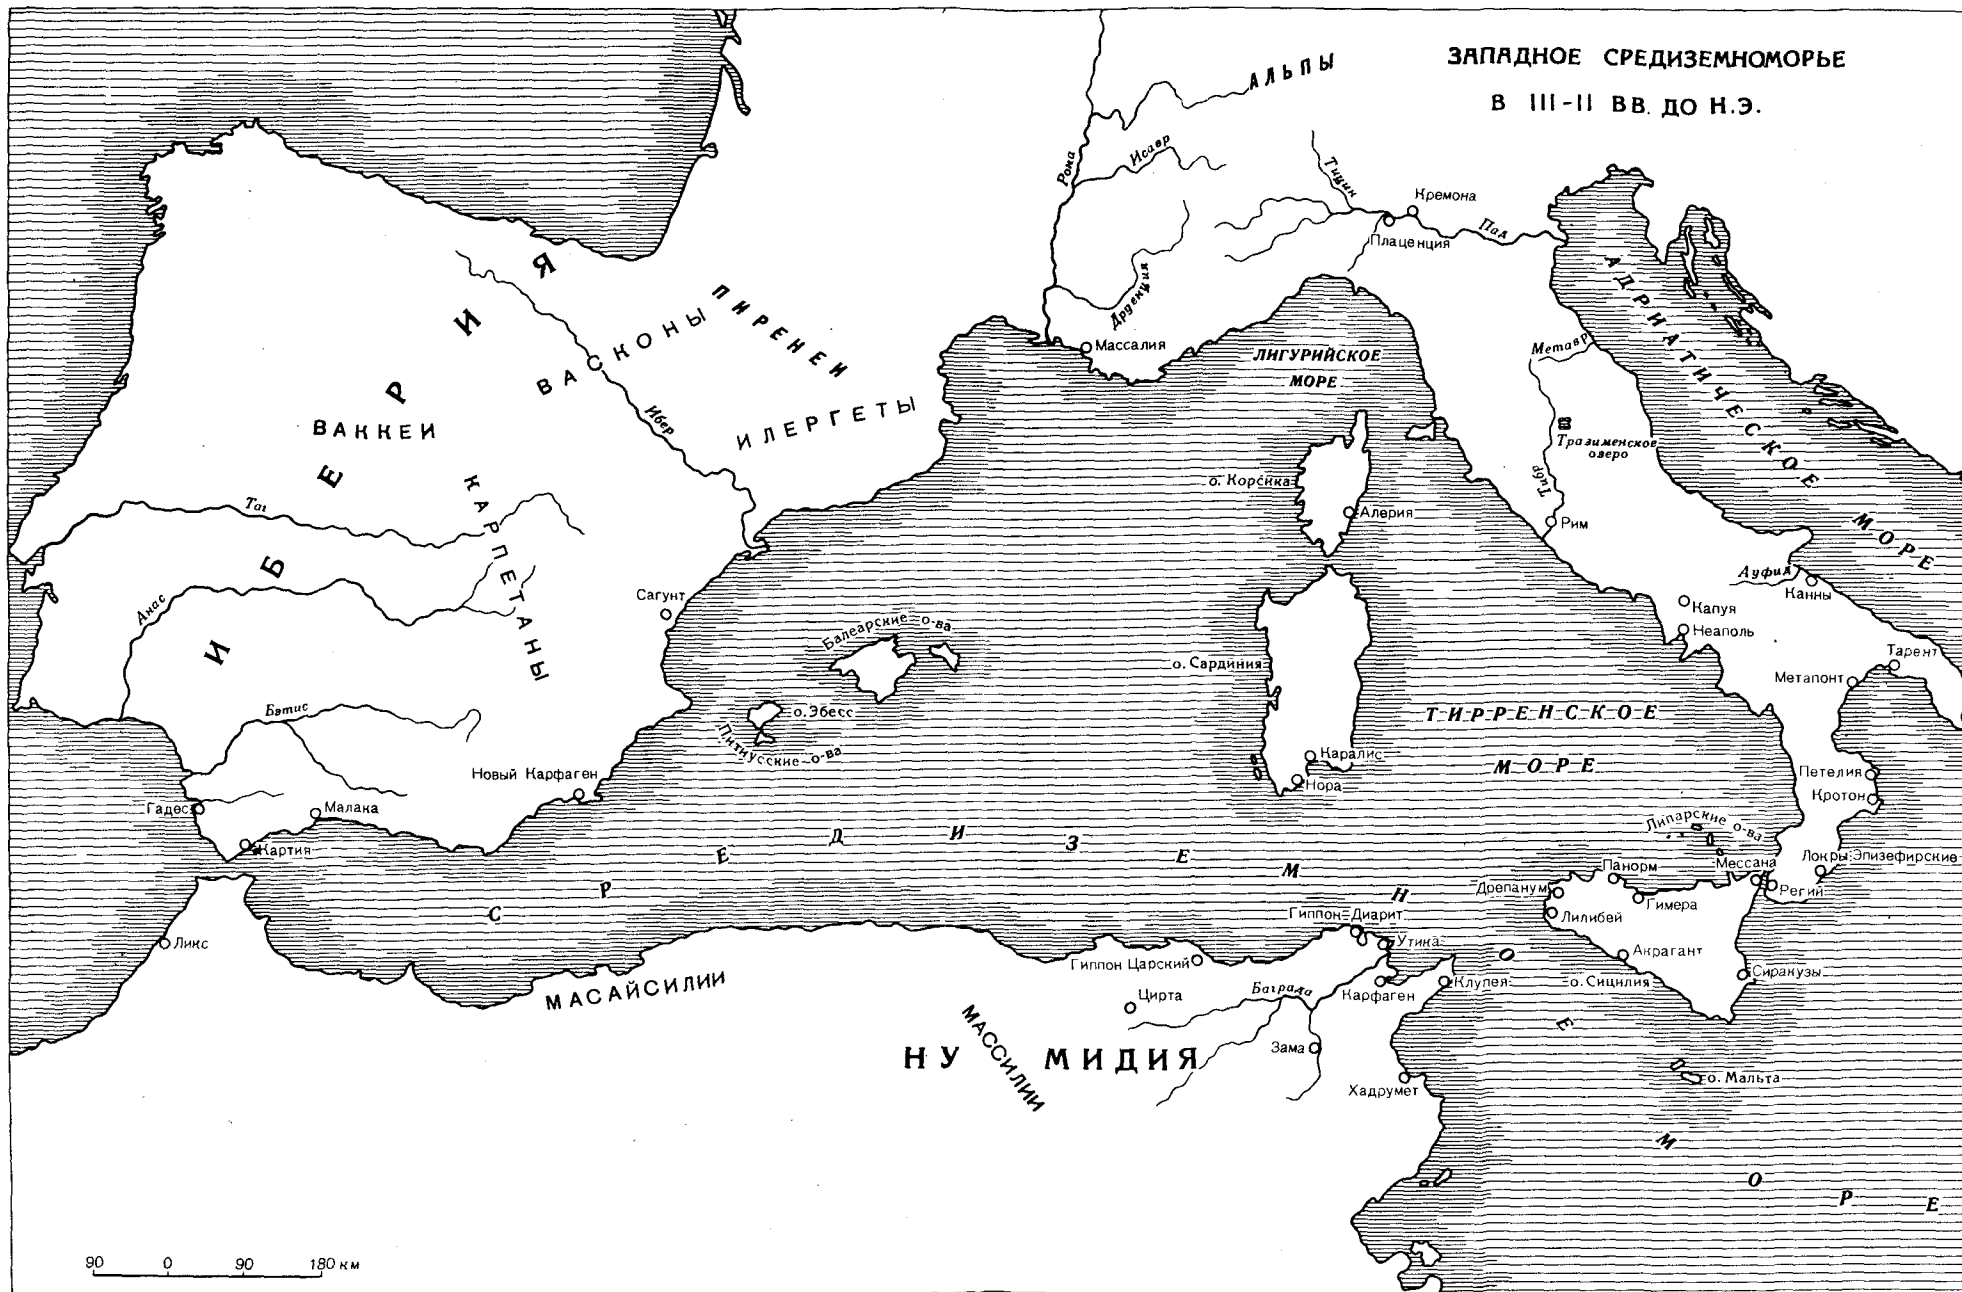 ЗАПАДНОЕ СРЕДИЗЕМНОМОРЬЕ
В III-II ВВ. ДО Н.Э.
АЛЬПЫ
Рона
Исавр
Тицин
Кремона
Плаценция
Пад
Друенция
Массалия
ЛИГУРИЙСКОЕ
МОРЕ
АДРИАТИЧЕСКОЕ МОРЕ
Метавр
Тразименское
озеро
Тибр
Рим
о. Корсика
Алерия
ИБЕРИЯ
ПИРЕНЕИ
ВАСКОНЫ
ИЛЕРГЕТЫ
Ибер
ВАККЕИ
КАРПЕТАНЫ
Таг
Анас
Бэтис
Сагунт
Балеарские о-ва
о. Эбесс
Питиусские о-ва
Новый Карфаген
Гадес
Малака
Картия
о. Сардиния
Каралис
Нора
Ауфид
Канны
Капуя
Неаполь
Тарент
Метапонт
ТИРРЕНСКОЕ
МОРЕ
Петелия
Кротон
Липарские о-ва
Локры Эпизефирские
Мессана
Регий
Панорм
Дрепанум
Гимера
Лилибей
Акрагант
Сиракузы
о. Сицилия
о. Мальта
СРЕДИЗЕМНОЕ МОРЕ
Ликс
МАСАЙСИЛИИ
МАССИЛИИ
НУМИДИЯ
Гиппон-Диарит
Утика
Гиппон Царский
Цирта
Баграда
Карфаген
Клупея
Зама
Хадрумет
90 0 90 180 км